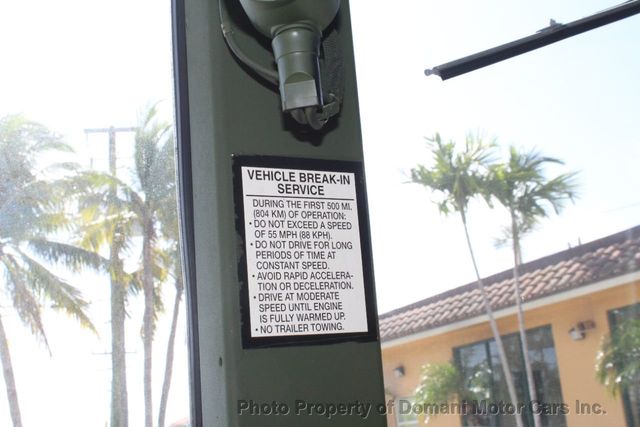 VEHICLE BREAK-IN
SERVICE
DURING THE FIRST 500 MI.
(804 KM) OF OPERATION:
• DO NOT EXCEED A SPEED
OF 55 MPH (88 KPH).
• DO NOT DRIVE FOR LONG
PERIODS OF TIME AT
CONSTANT SPEED.
• AVOID RAPID ACCELERA-
TION OR DECELERATION.
• DRIVE AT MODERATE
SPEED UNTIL ENGINE
IS FULLY WARMED UP.
• NO TRAILER TOWING.
Photo Property of Domani Motor Cars Inc.